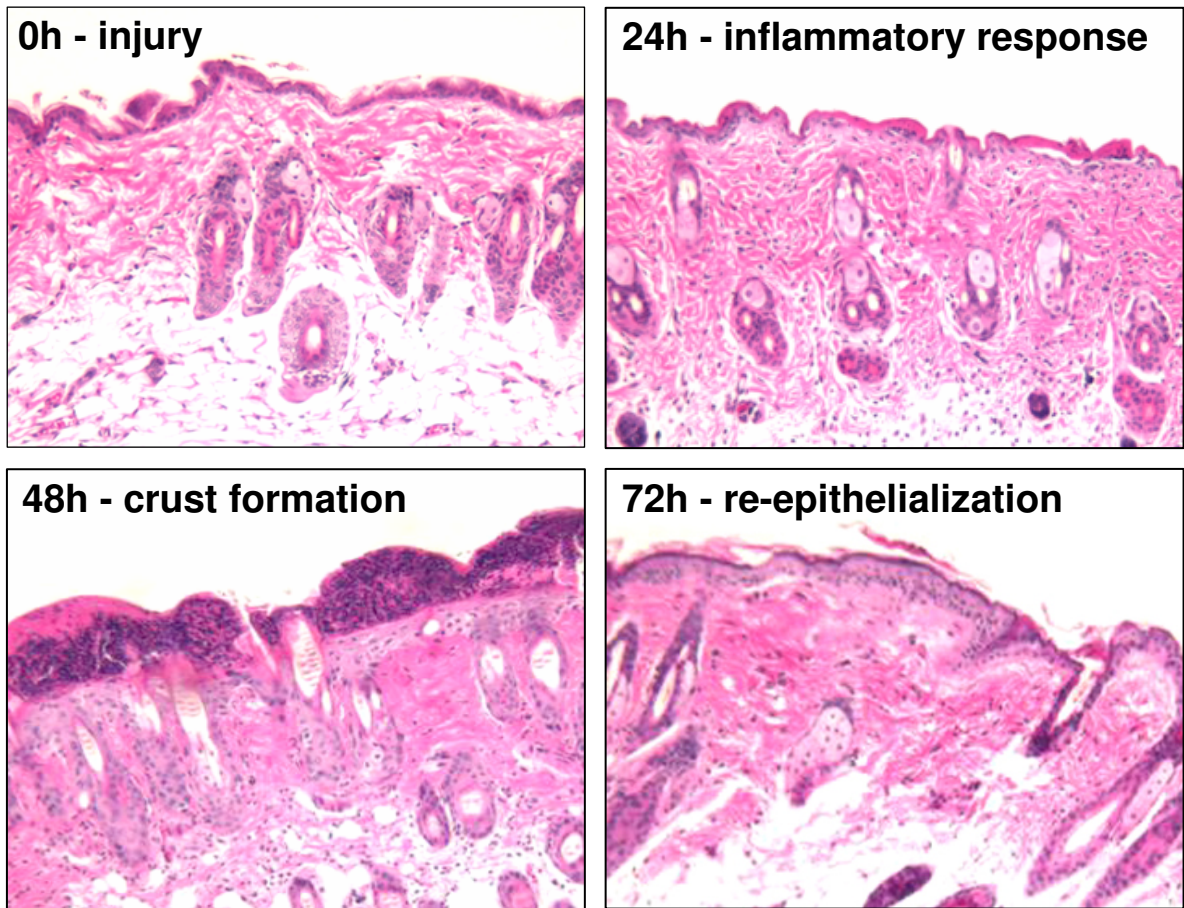 0h - injury
24h - inflammatory response
48h - crust formation
72h - re-epithelialization